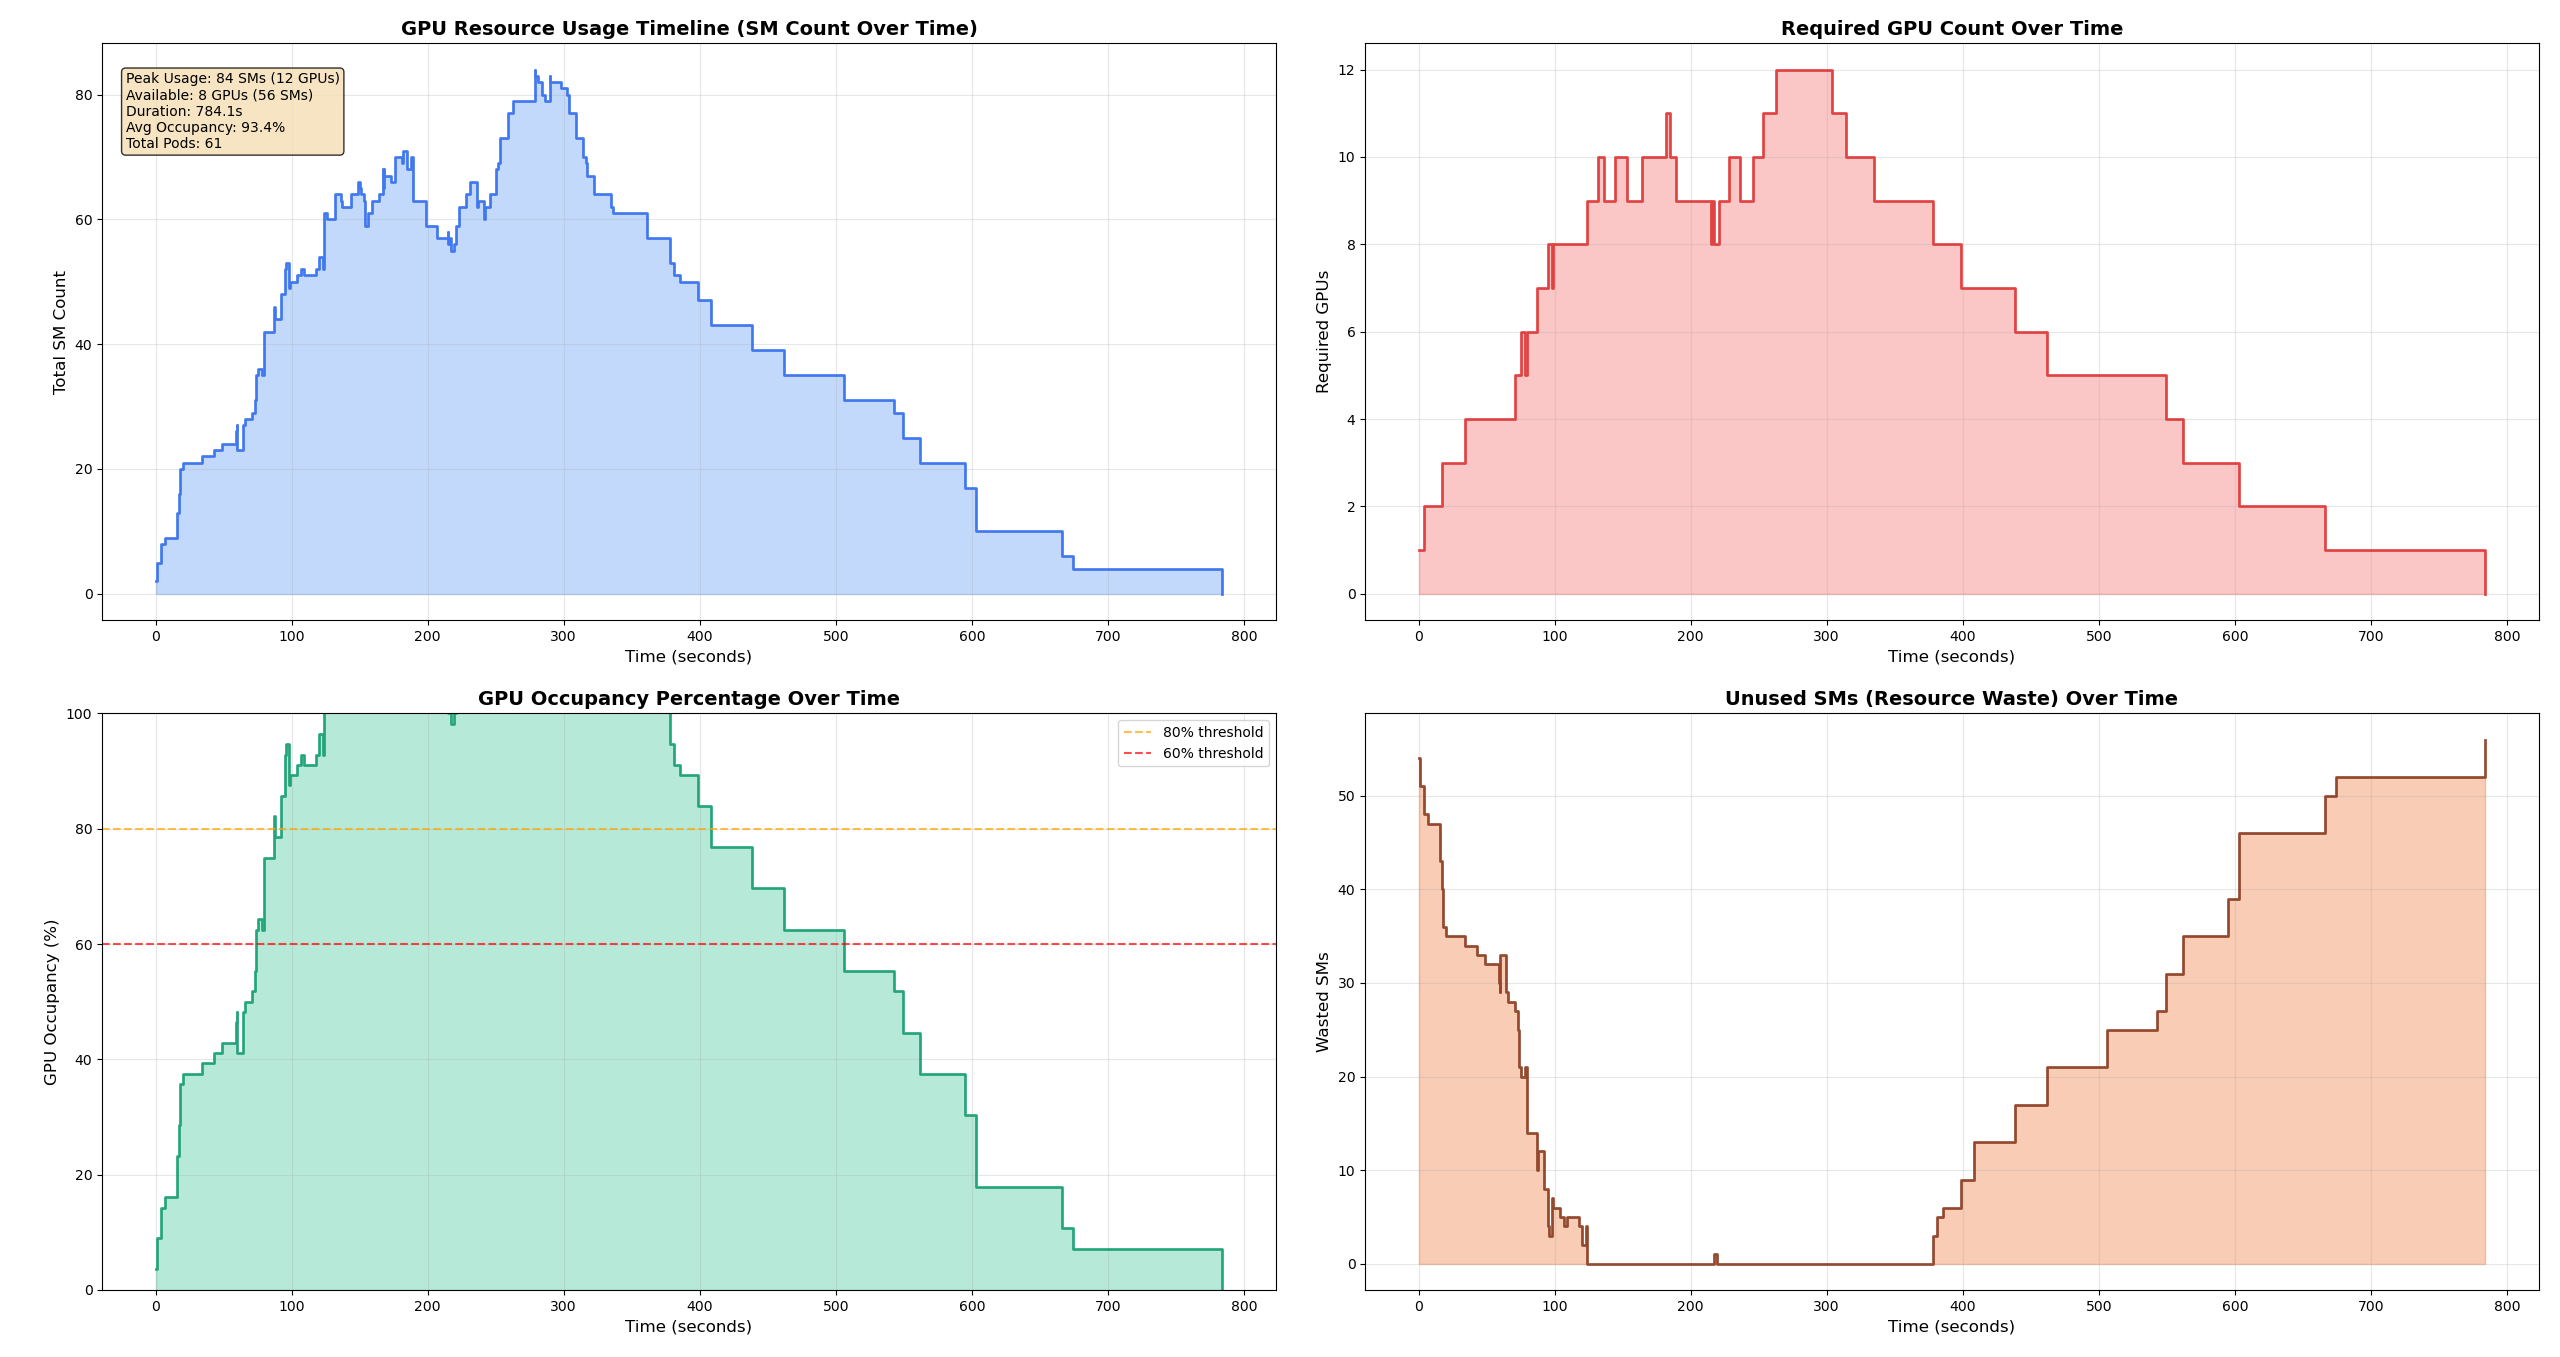 GPU Resource Usage Timeline (SM Count Over Time)
Peak Usage: 84 SMs (12 GPUs)
Available: 8 GPUs (56 SMs)
Duration: 784.1s
Avg Occupancy: 93.4%
Total Pods: 61
Total SM Count
80
60
40
20
0
0 100 200 300 400 500 600 700 800
Time (seconds)
Required GPU Count Over Time
Required GPUs
12
10
8
6
4
2
0
0 100 200 300 400 500 600 700 800
Time (seconds)
GPU Occupancy Percentage Over Time
80% threshold
60% threshold
GPU Occupancy (%)
100
80
60
40
20
0
0 100 200 300 400 500 600 700 800
Time (seconds)
Unused SMs (Resource Waste) Over Time
Wasted SMs
50
40
30
20
10
0
0 100 200 300 400 500 600 700 800
Time (seconds)